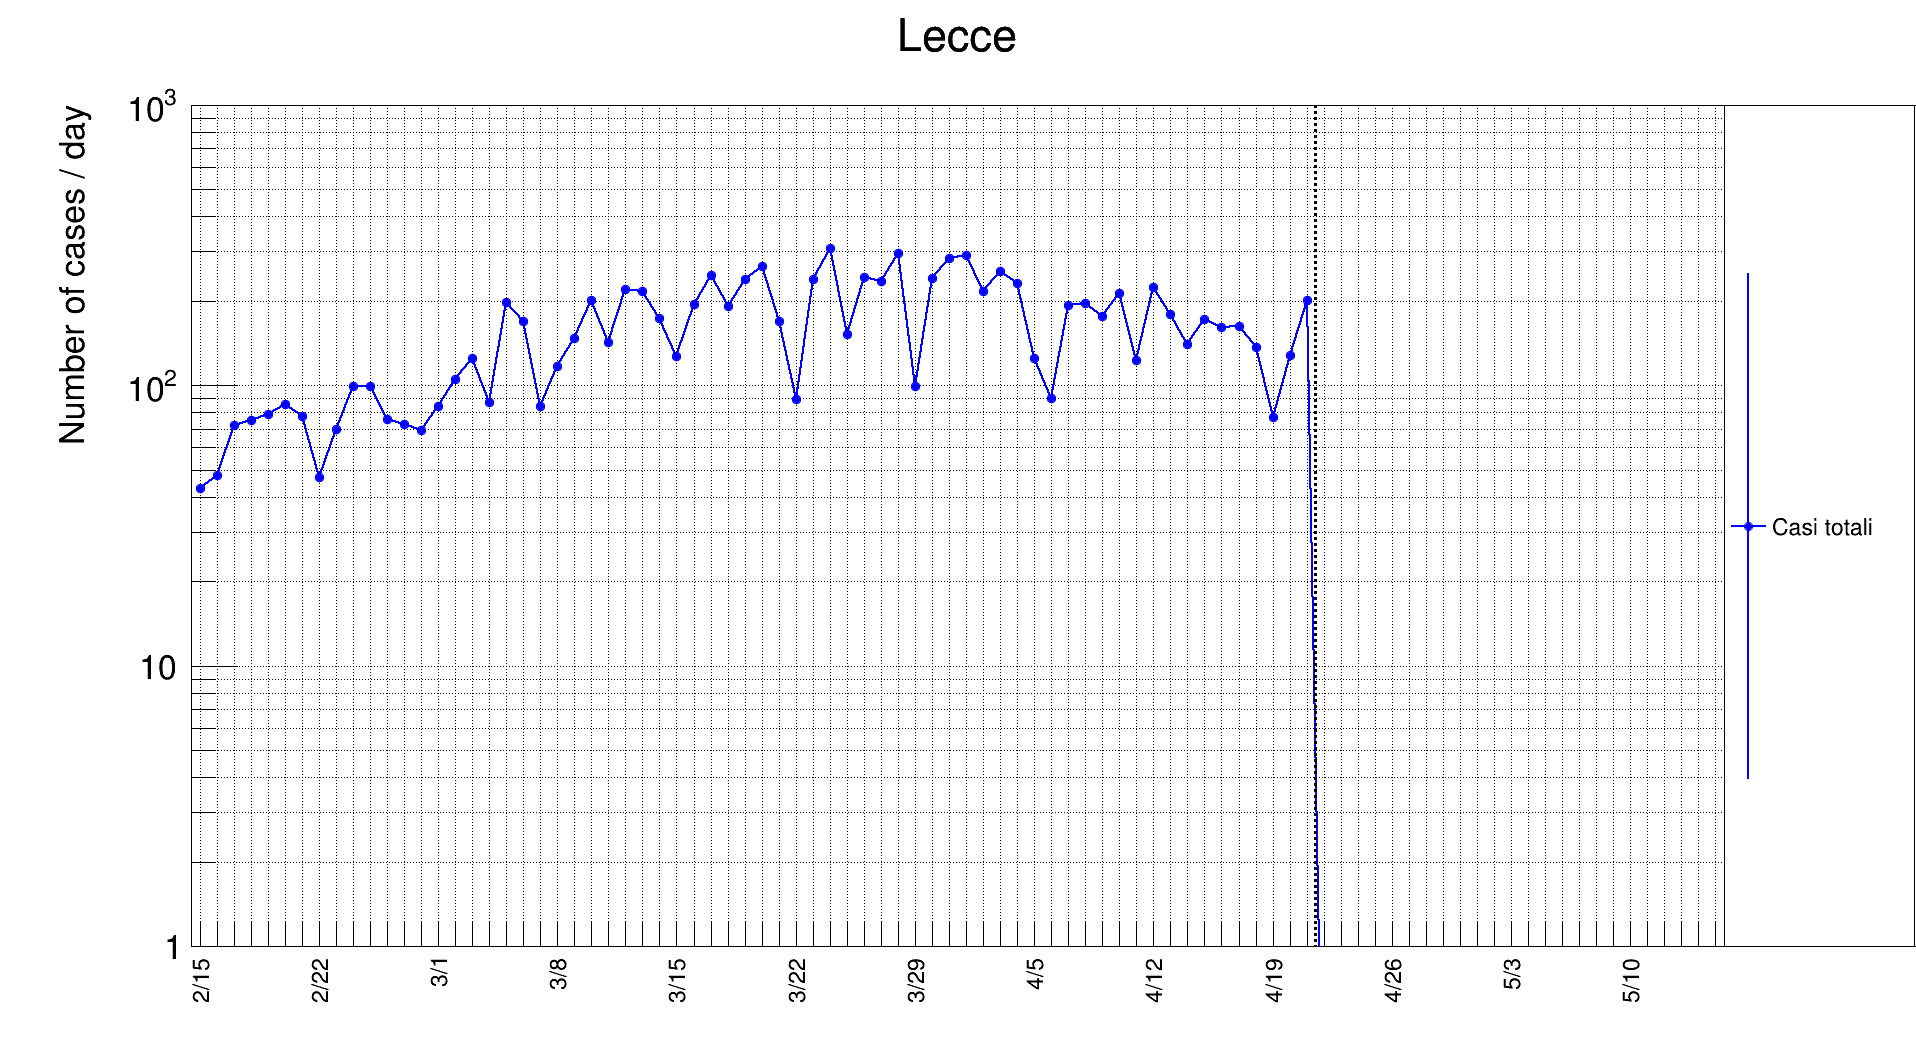 Lecce
Number of cases / day
10³
10²
10
1
2/15 2/22 3/1 3/8 3/15 3/22 3/29 4/5 4/12 4/19 4/26 5/3 5/10
Casi totali